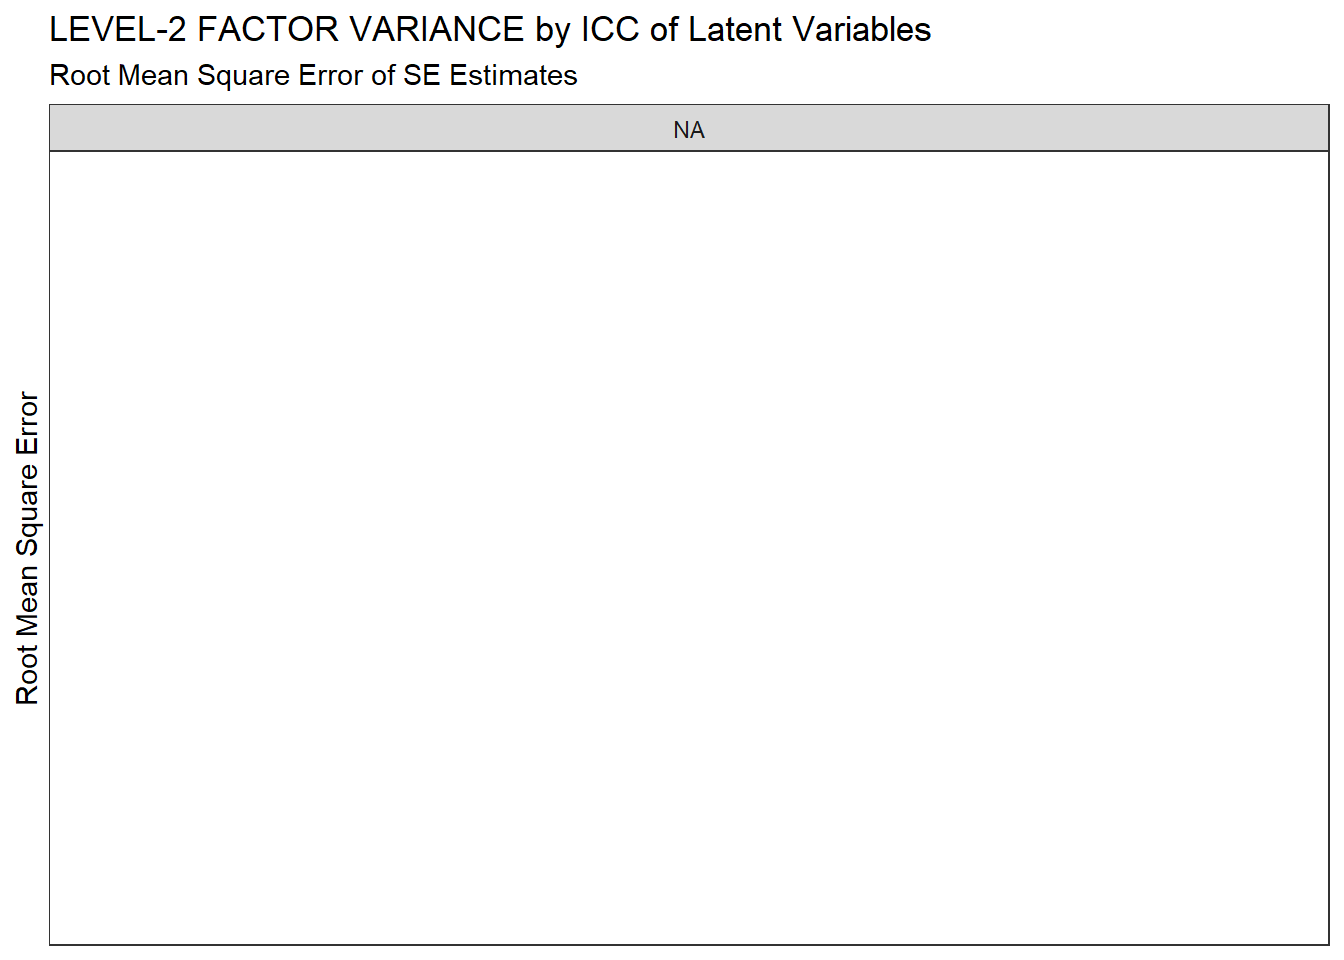 LEVEL-2 FACTOR VARIANCE by ICC of Latent Variables
Root Mean Square Error of SE Estimates
NA
Root Mean Square Error